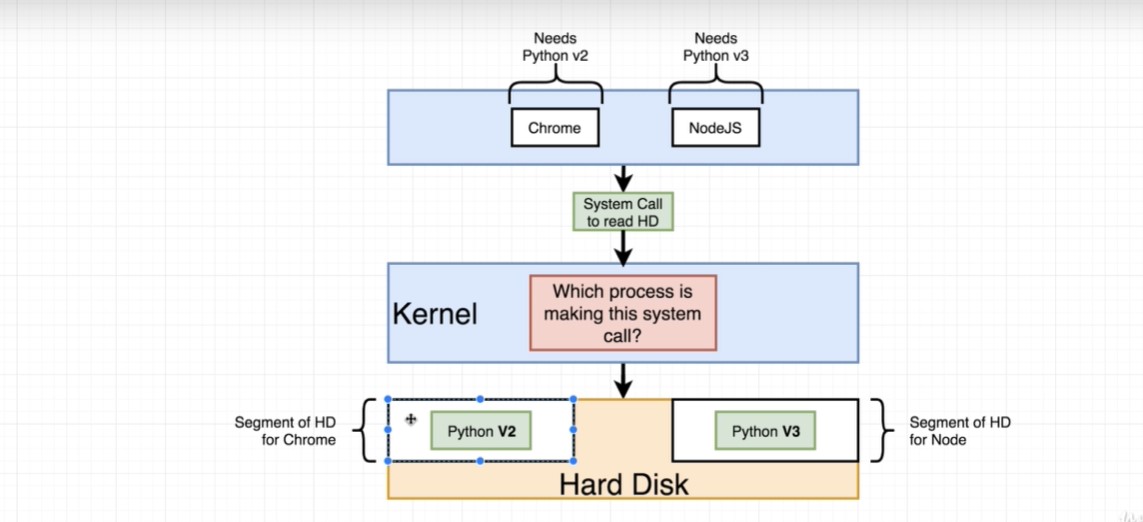 Needs
Python v2
Needs
Python v3
Chrome
NodeJS
System Call
to read HD
Kernel
Which process is
making this system
call?
Segment of HD
for Chrome
Python V2
Python V3
Segment of HD
for Node
Hard Disk